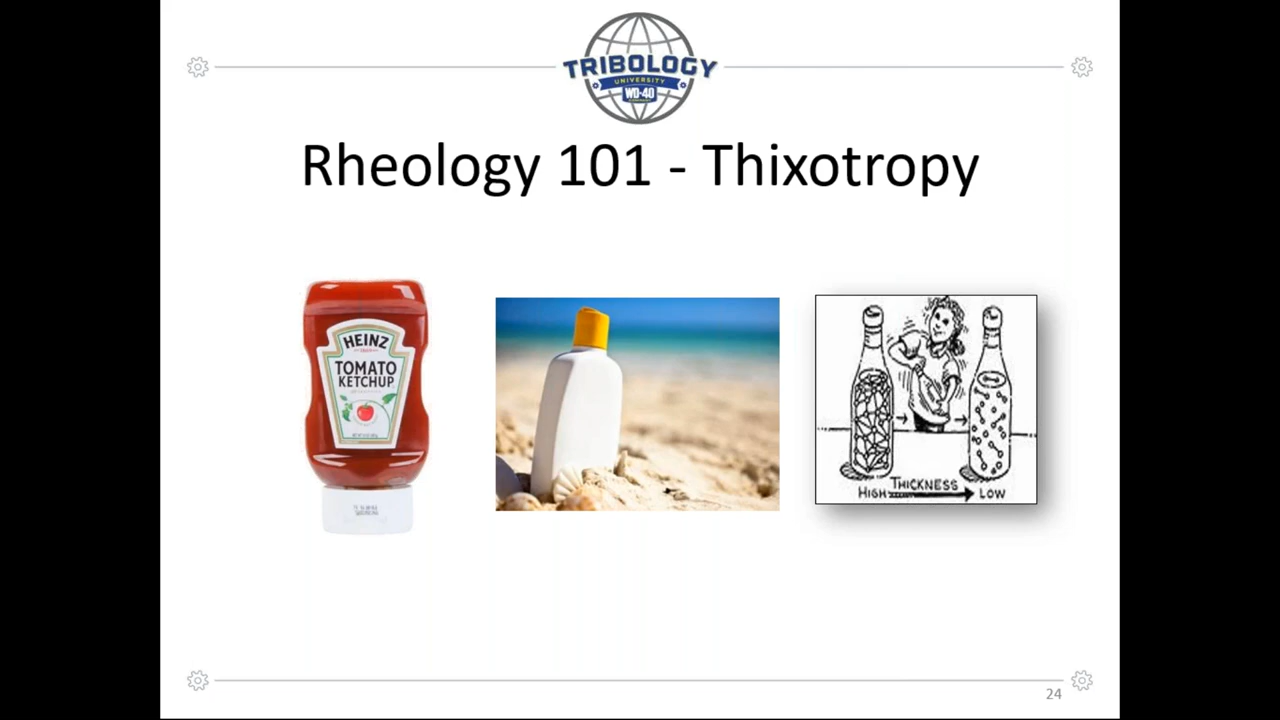 TRIBOLOGY
UNIVERSITY
WD-40
Rheology 101 - Thixotropy
HEINZ
TOMATO
KETCHUP
THICKNESS
HIGH LOW
24